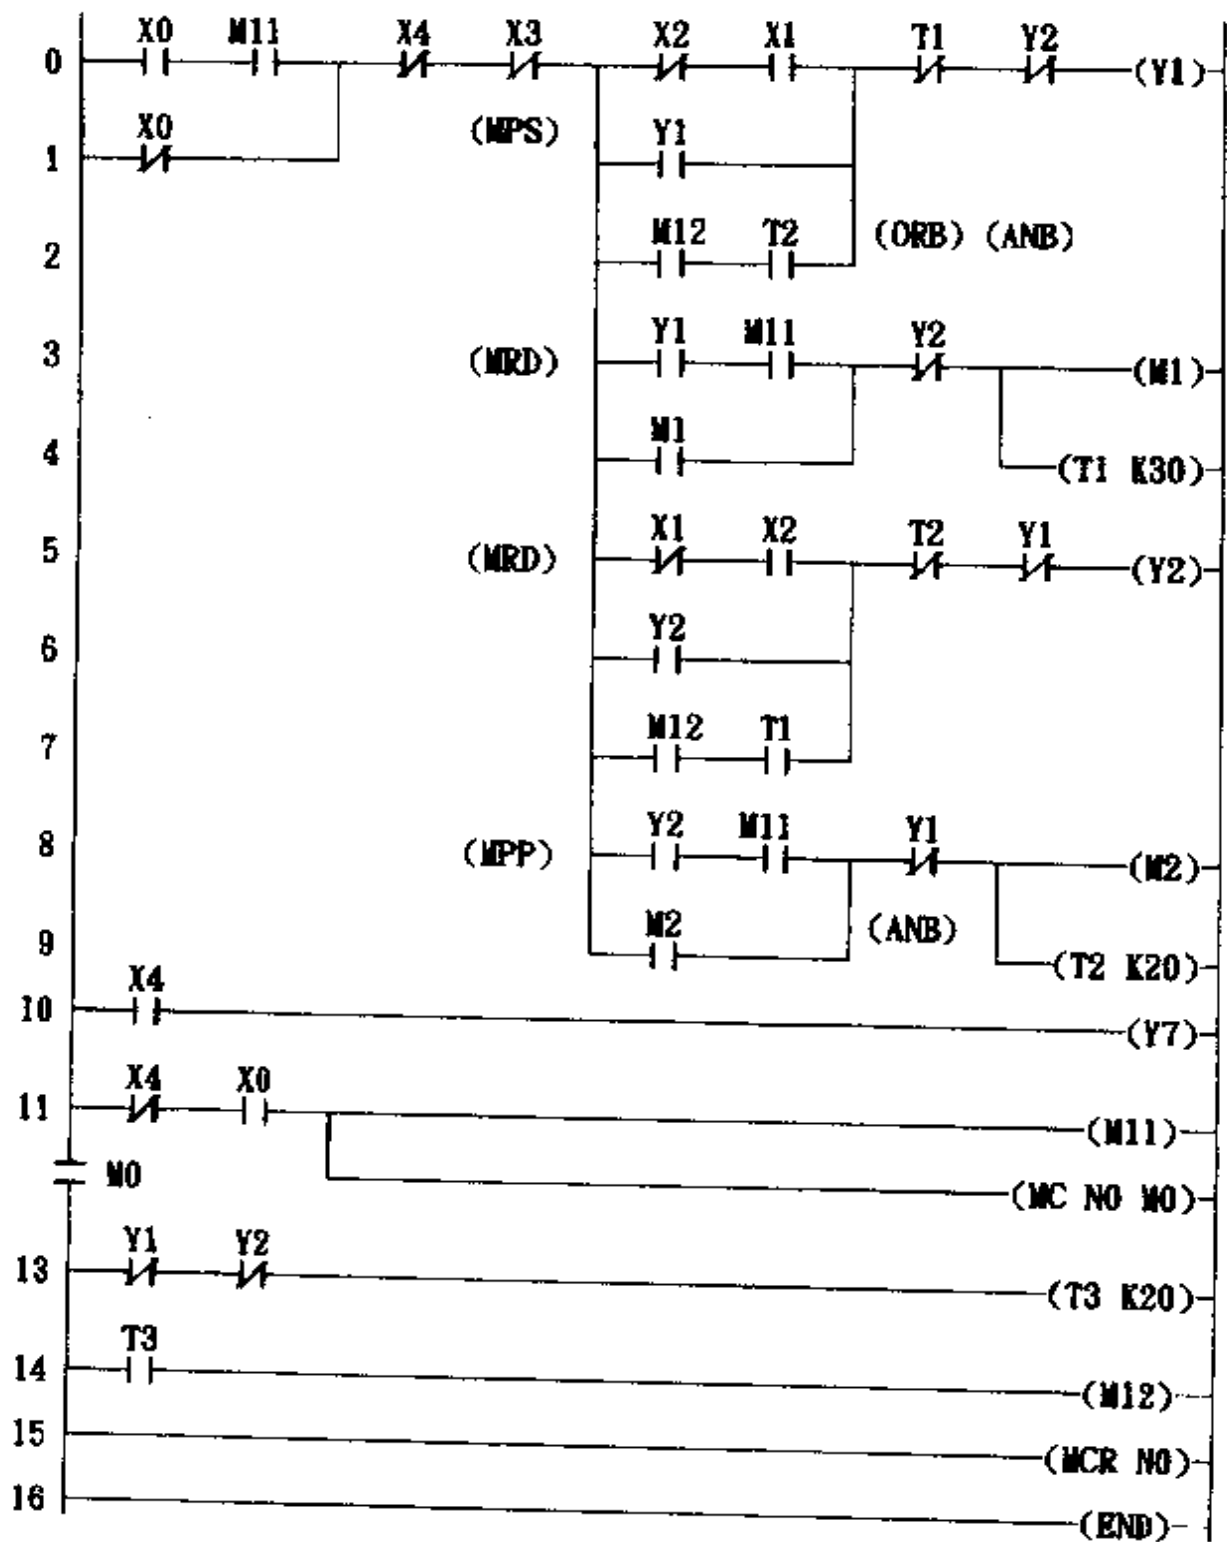 X0 M11 X4 X3 X2 X1 T1 Y2
0 (Y1)
X0 (MPS) Y1
1
M12 T2 (ORB) (ANB)
2
Y1 M11 Y2
3 (MRD) (M1)
M1
4 (T1 K30)
X1 X2 T2 Y1
5 (MRD) (Y2)
Y2
6
M12 T1
7
Y2 M11 Y1
8 (MPP) (M2)
M2 (ANB)
9 (T2 K20)
X4
10 (Y7)
X4 X0
11 (M11)
M0 (MC N0 M0)
Y1 Y2
13 (T3 K20)
T3
14 (M12)
15 (MCR N0)
16 (END)